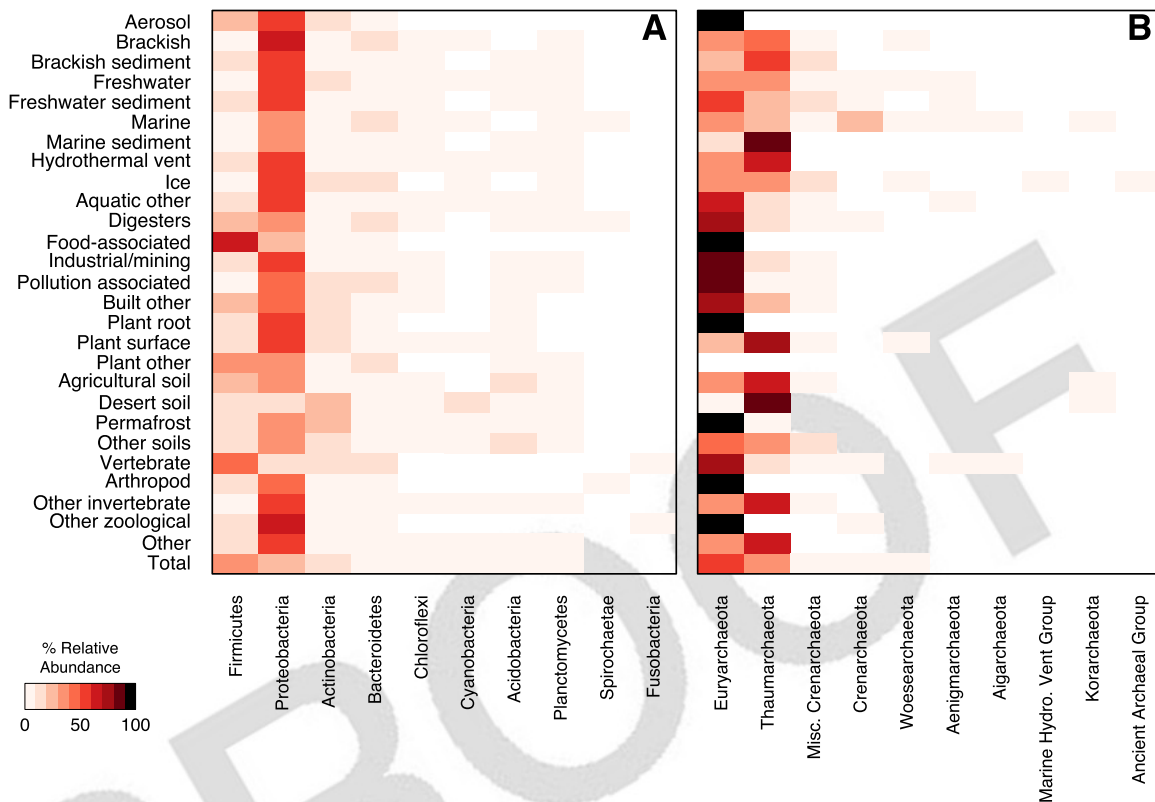 A
B
Aerosol
Brackish
Brackish sediment
Freshwater
Freshwater sediment
Marine
Marine sediment
Hydrothermal vent
Ice
Aquatic other
Digesters
Food-associated
Industrial/mining
Pollution associated
Built other
Plant root
Plant surface
Plant other
Agricultural soil
Desert soil
Permafrost
Other soils
Vertebrate
Arthropod
Other invertebrate
Other zoological
Other
Total
Firmicutes
Proteobacteria
Actinobacteria
Bacteroidetes
Chloroflexi
Cyanobacteria
Acidobacteria
Planctomycetes
Spirochaetae
Fusobacteria
Euryarchaeota
Thaumarchaeota
Misc. Crenarchaeota
Crenarchaeota
Woesearchaeota
Aenigmarchaeota
Aigarchaeota
Marine Hydro. Vent Group
Korarchaeota
Ancient Archaeal Group
% Relative
Abundance
0 50 100
PROOF